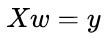 Xw = y